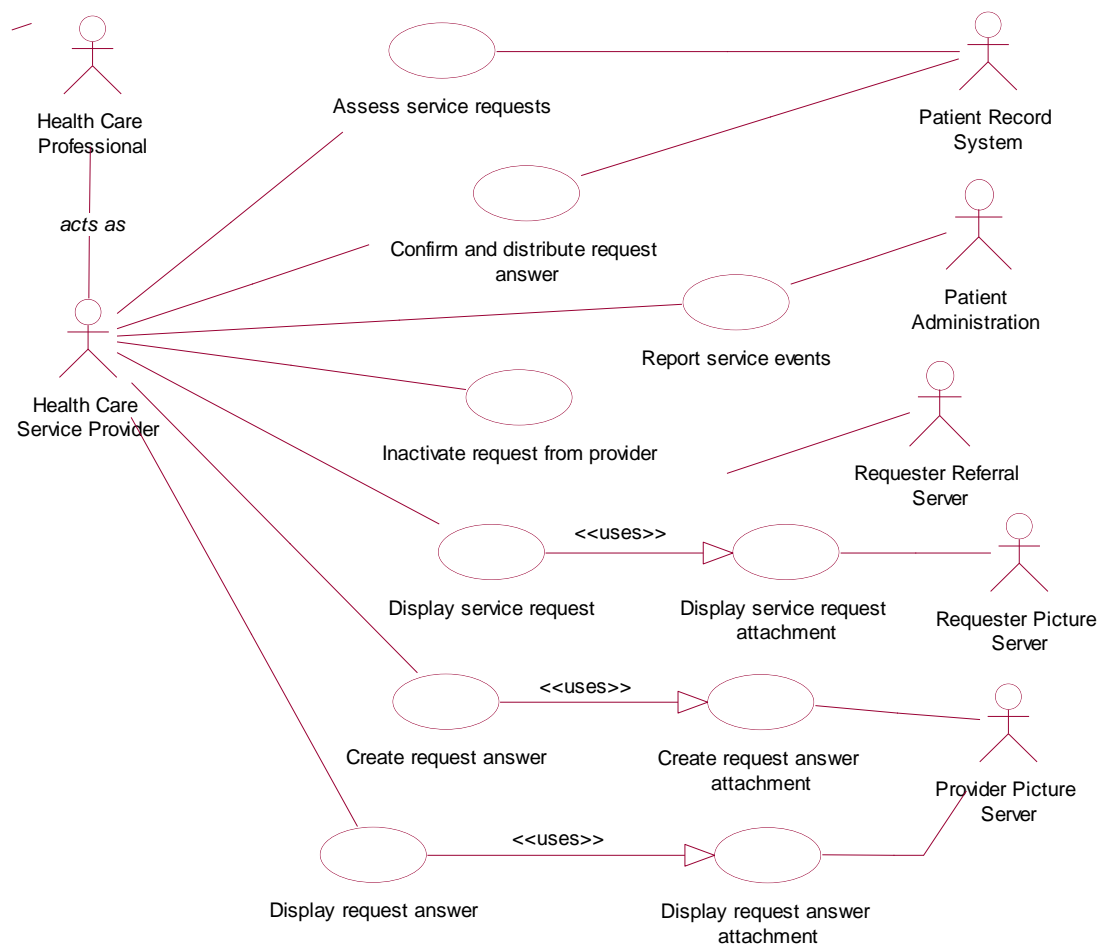 Health Care
Professional
acts as
Health Care
Service Provider
Assess service requests
Confirm and distribute request
answer
Report service events
Inactivate request from provider
<<uses>>
Display service request
Display service request
attachment
<<uses>>
Create request answer
Create request answer
attachment
<<uses>>
Display request answer
Display request answer
attachment
Patient Record
System
Patient
Administration
Requester Referral
Server
Requester Picture
Server
Provider Picture
Server